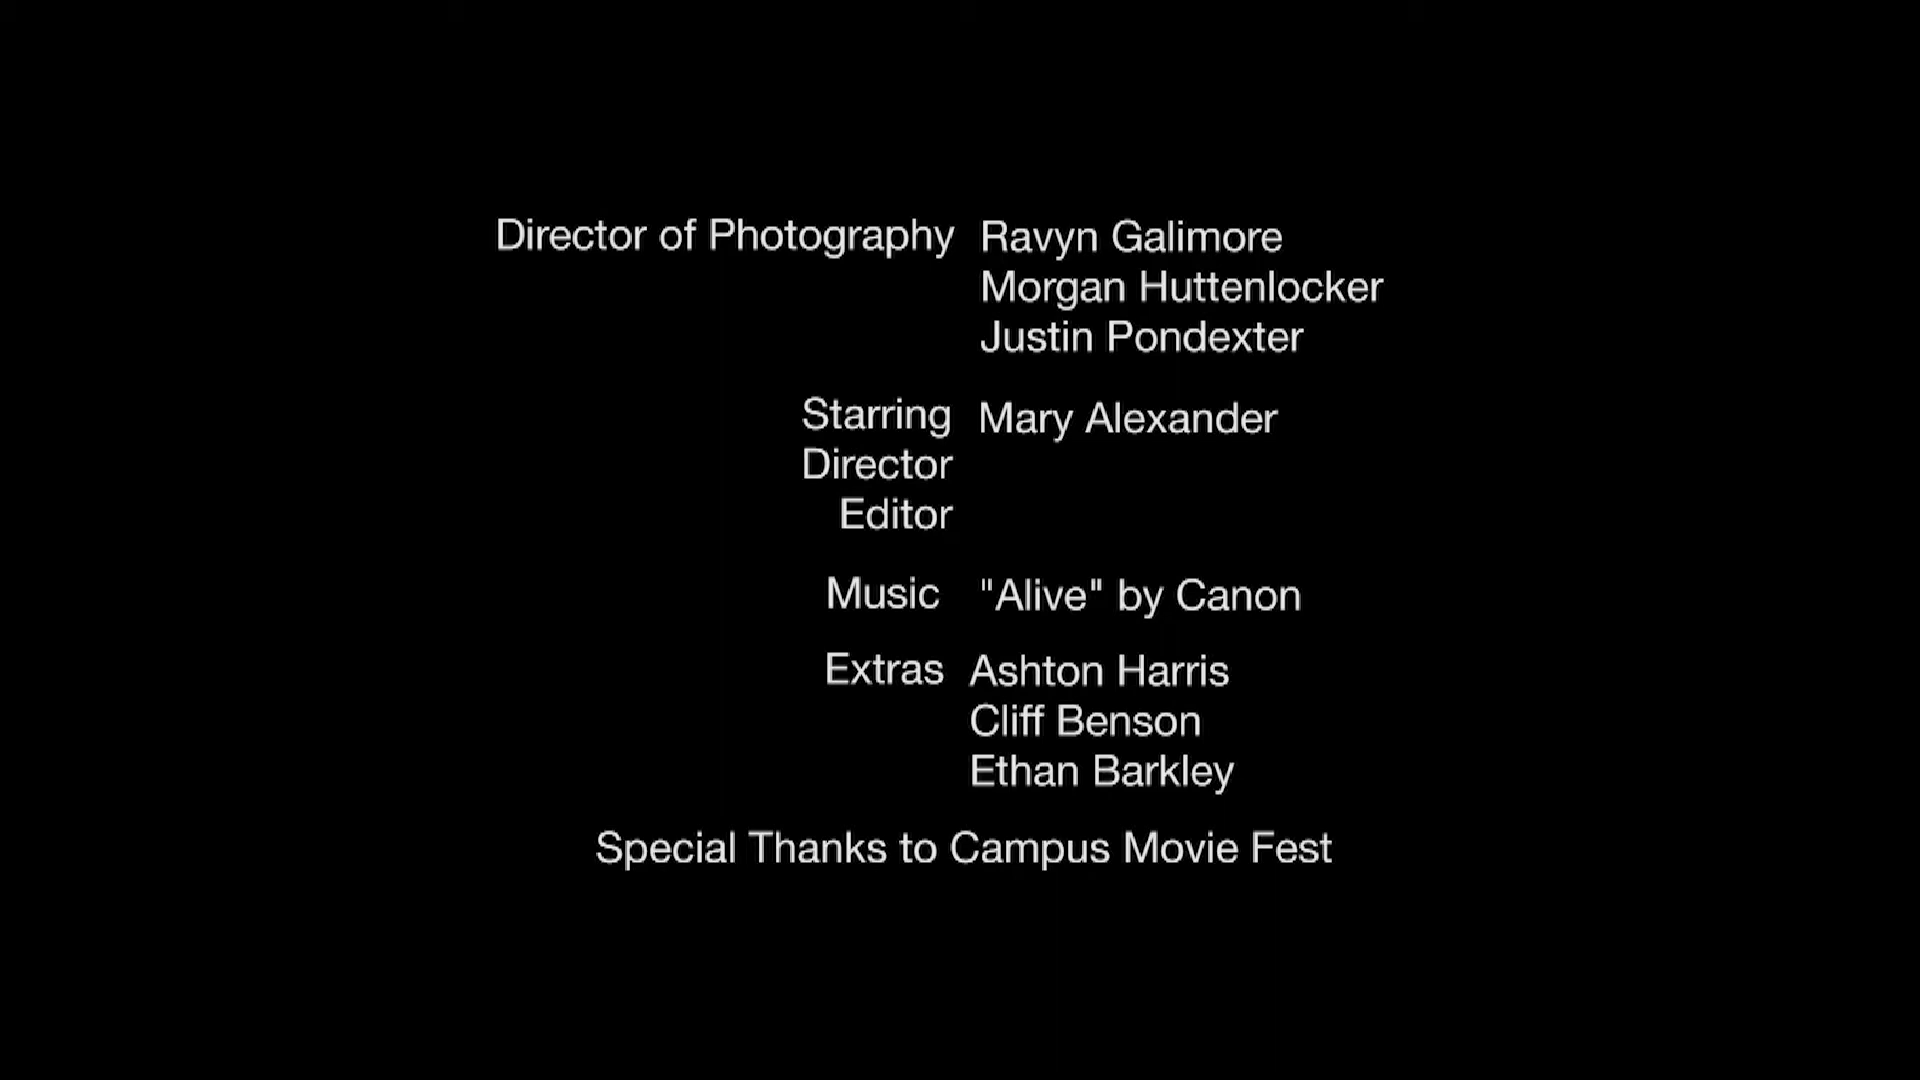 Director of Photography Ravyn Galimore
Morgan Huttenlocker
Justin Pondexter
Starring Mary Alexander
Director
Editor
Music "Alive" by Canon
Extras Ashton Harris
Cliff Benson
Ethan Barkley
Special Thanks to Campus Movie Fest